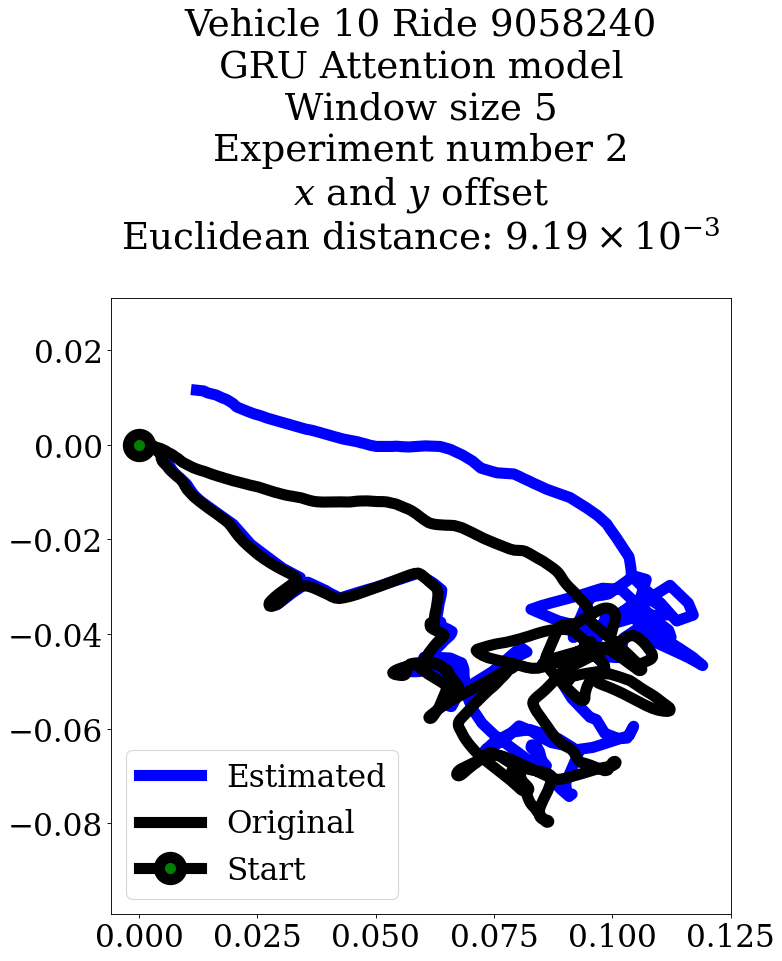 Vehicle 10 Ride 9058240
GRU Attention model
Window size 5
Experiment number 2
x and y offset
Euclidean distance: 9.19 × 10⁻³
0.02
0.00
−0.02
−0.04
−0.06
−0.08
Estimated
Original
Start
0.000 0.025 0.050 0.075 0.100 0.125